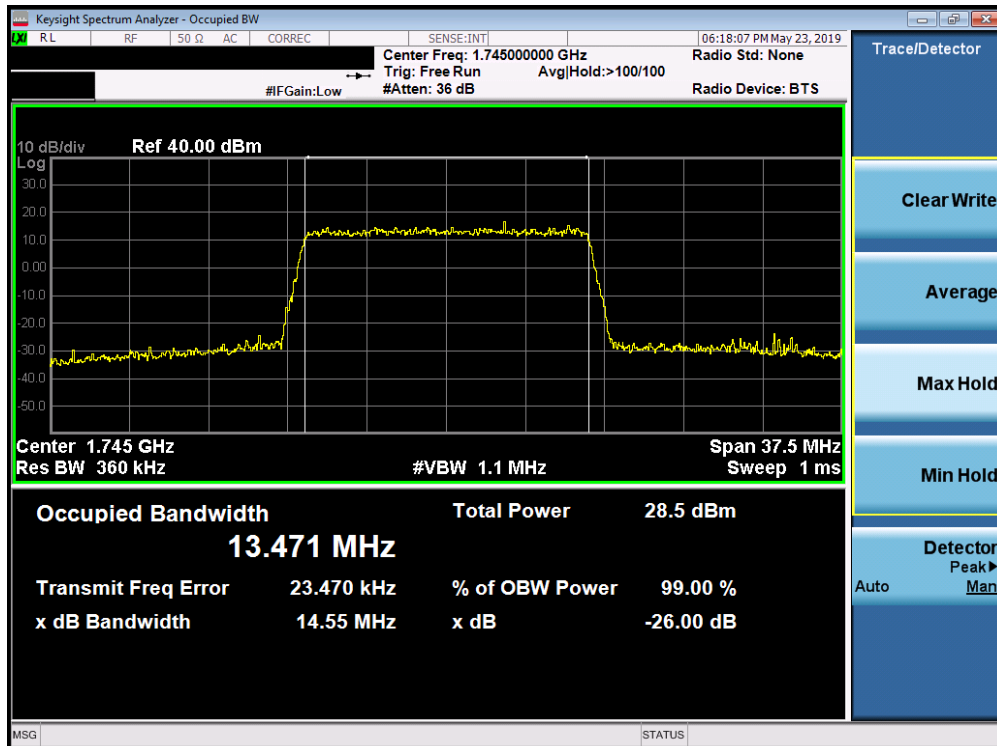 Keysight Spectrum Analyzer - Occupied BW
LXI RL RF 50 Ω AC CORREC SENSE:INT 06:18:07 PM May 23, 2019
Center Freq: 1.745000000 GHz Radio Std: None
Trig: Free Run Avg|Hold:>100/100
#IFGain:Low #Atten: 36 dB Radio Device: BTS
10 dB/div Ref 40.00 dBm
Log
30.0
20.0
10.0
0.00
-10.0
-20.0
-30.0
-40.0
-50.0
Center 1.745 GHz Span 37.5 MHz
Res BW 360 kHz #VBW 1.1 MHz Sweep 1 ms
Occupied Bandwidth Total Power 28.5 dBm
13.471 MHz
Transmit Freq Error 23.470 kHz % of OBW Power 99.00 %
x dB Bandwidth 14.55 MHz x dB -26.00 dB
Trace/Detector
Clear Write
Average
Max Hold
Min Hold
Detector
Peak▶
Auto Man
MSG STATUS